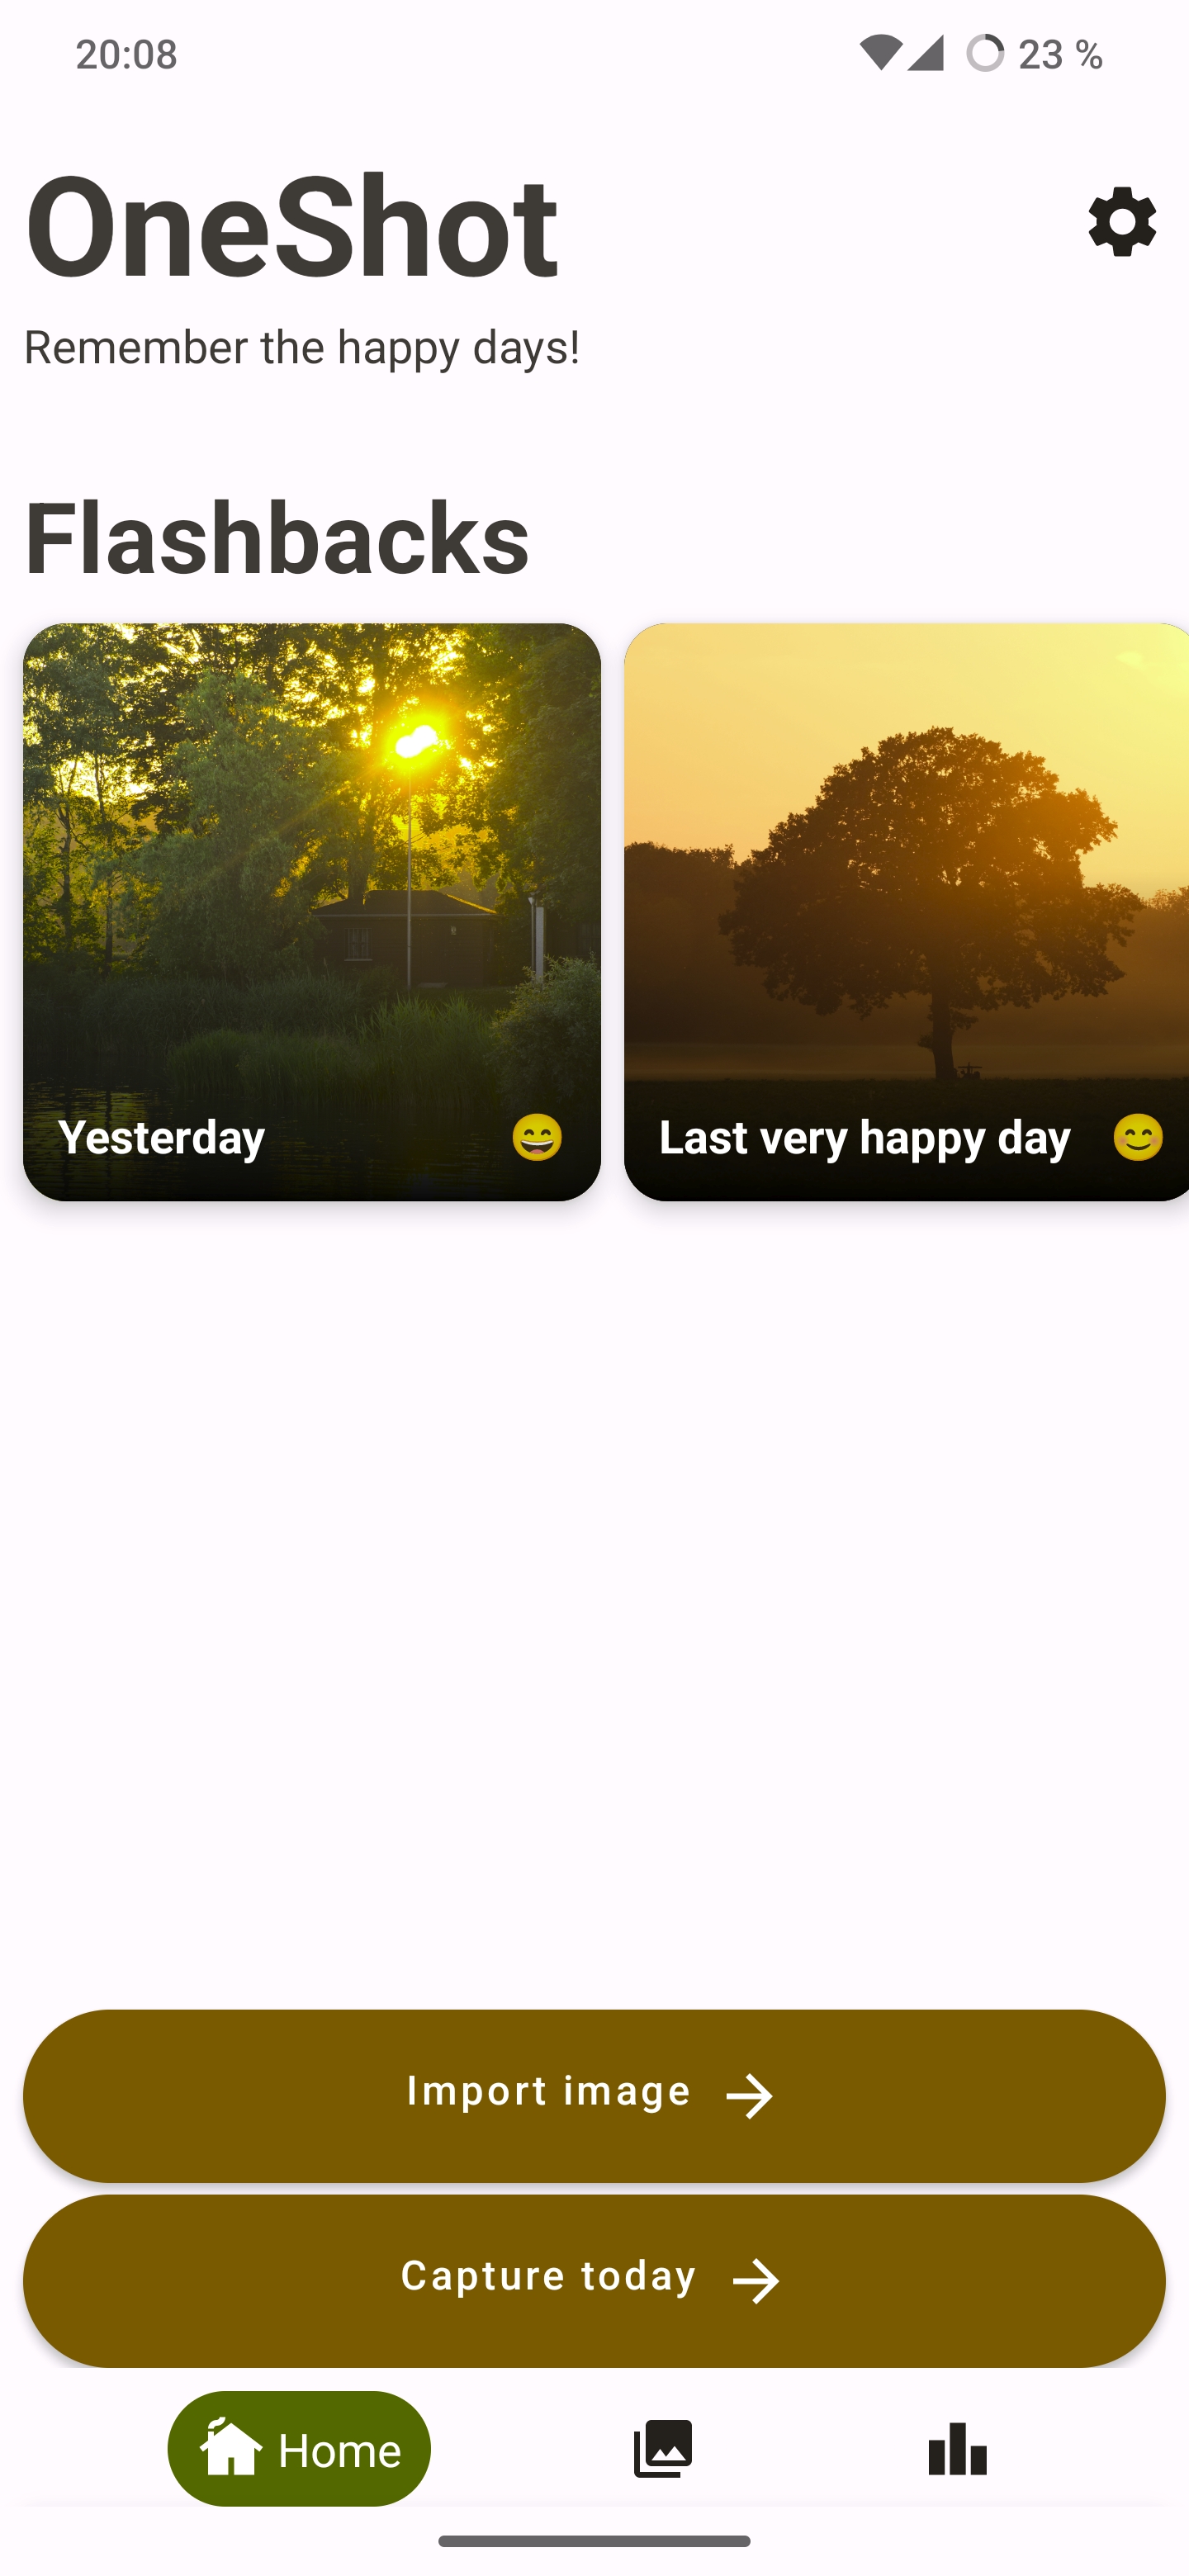 20:08 23 %
OneShot
Remember the happy days!
Flashbacks
Yesterday 😄
Last very happy day 😊
Import image →
Capture today →
Home